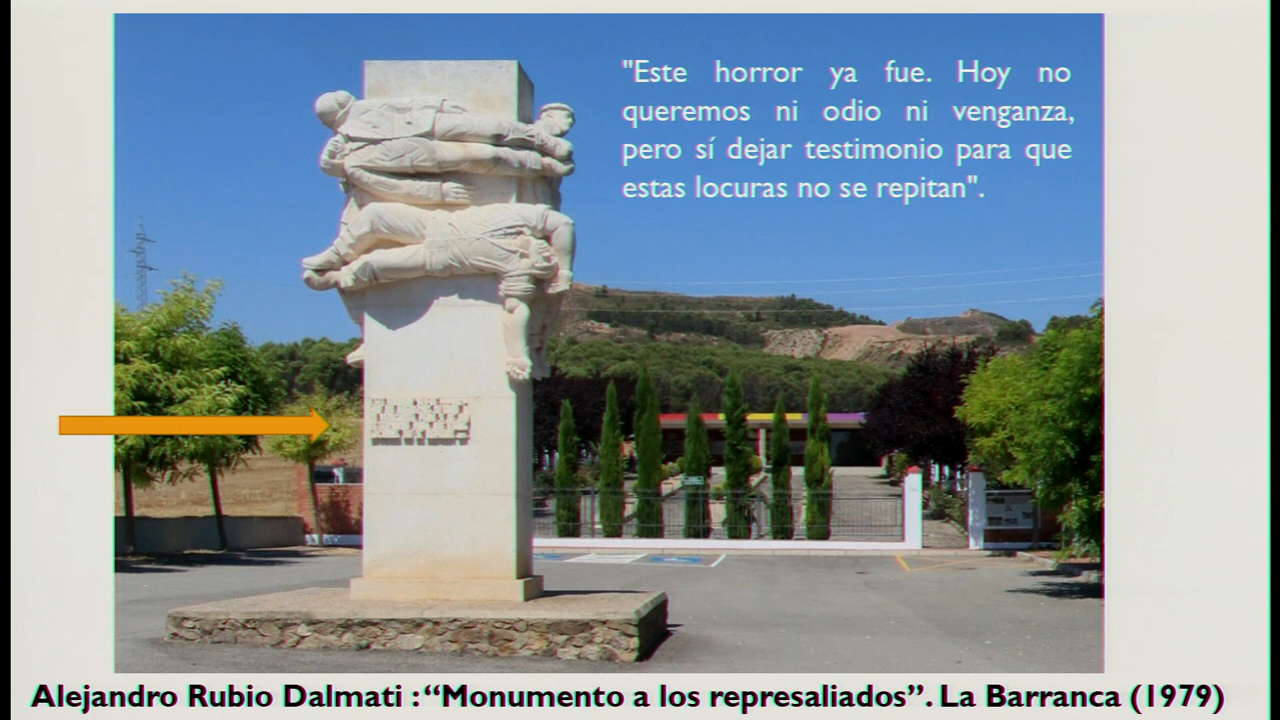 "Este horror ya fue. Hoy no
queremos ni odio ni venganza,
pero sí dejar testimonio para que
estas locuras no se repitan".
Alejandro Rubio Dalmati : “Monumento a los represaliados”. La Barranca (1979)